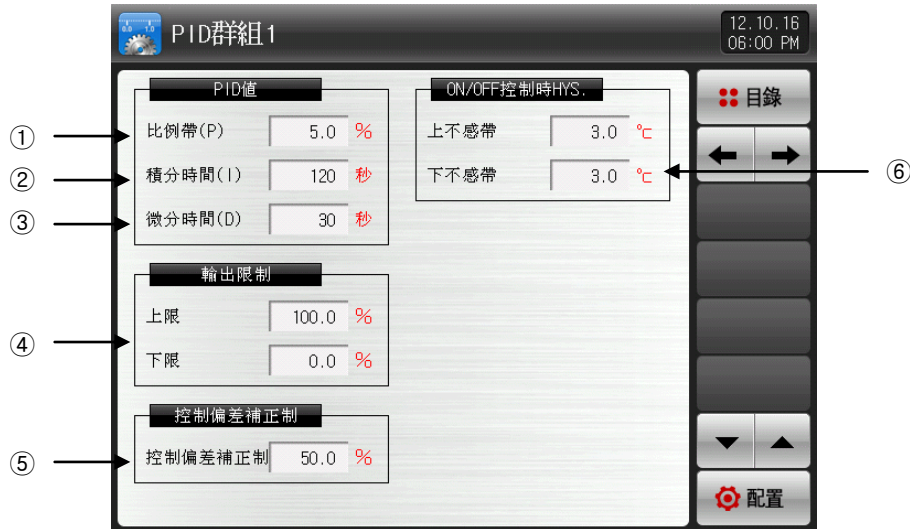 PID群組1
12.10.16
06:00 PM
0.0 1.0
PID值
① 比例帶(P) 5.0 %
② 積分時間(I) 120 秒
③ 微分時間(D) 30 秒
輸出限制
④
上限 100.0 %
下限 0.0 %
控制偏差補正制
⑤ 控制偏差補正制 50.0 %
ON/OFF控制時HYS.
上不感帶 3.0 ℃
下不感帶 3.0 ℃
⑥
目錄
配置